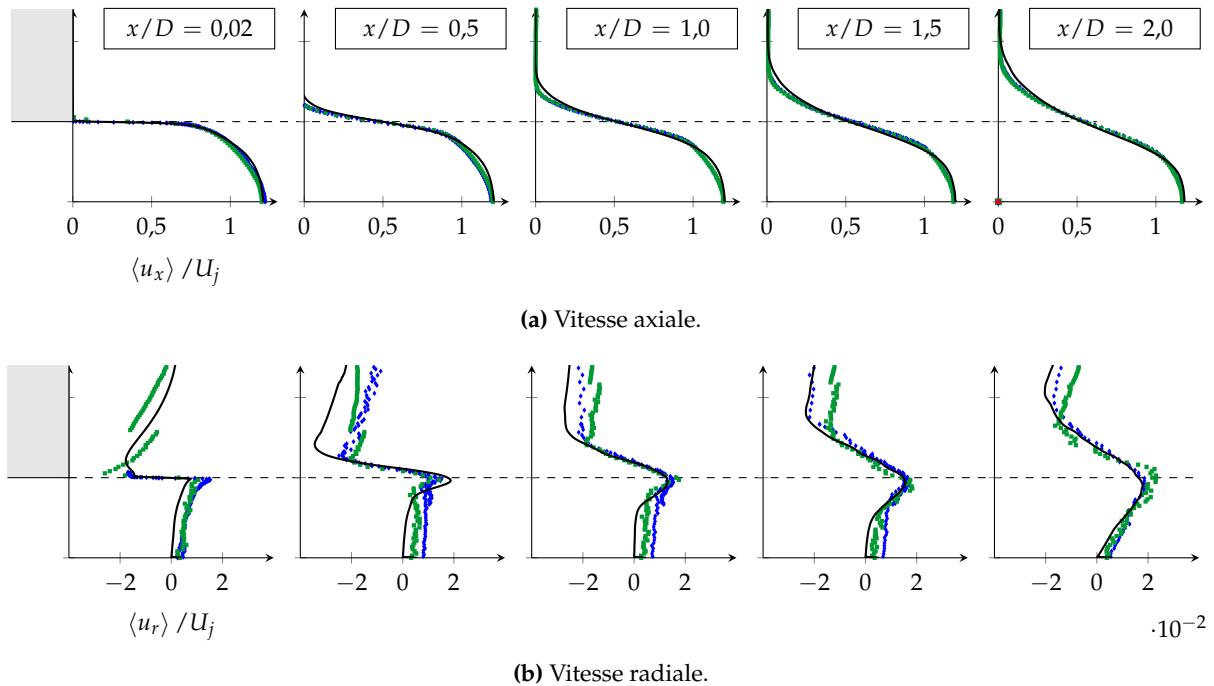 x/D = 0,02
x/D = 0,5
x/D = 1,0
x/D = 1,5
x/D = 2,0
0 0,5 1
0 0,5 1
0 0,5 1
0 0,5 1
0 0,5 1
⟨u_x⟩ /U_j
(a) Vitesse axiale.
−2 0 2
−2 0 2
−2 0 2
−2 0 2
−2 0 2
⟨u_r⟩ /U_j
·10⁻²
(b) Vitesse radiale.